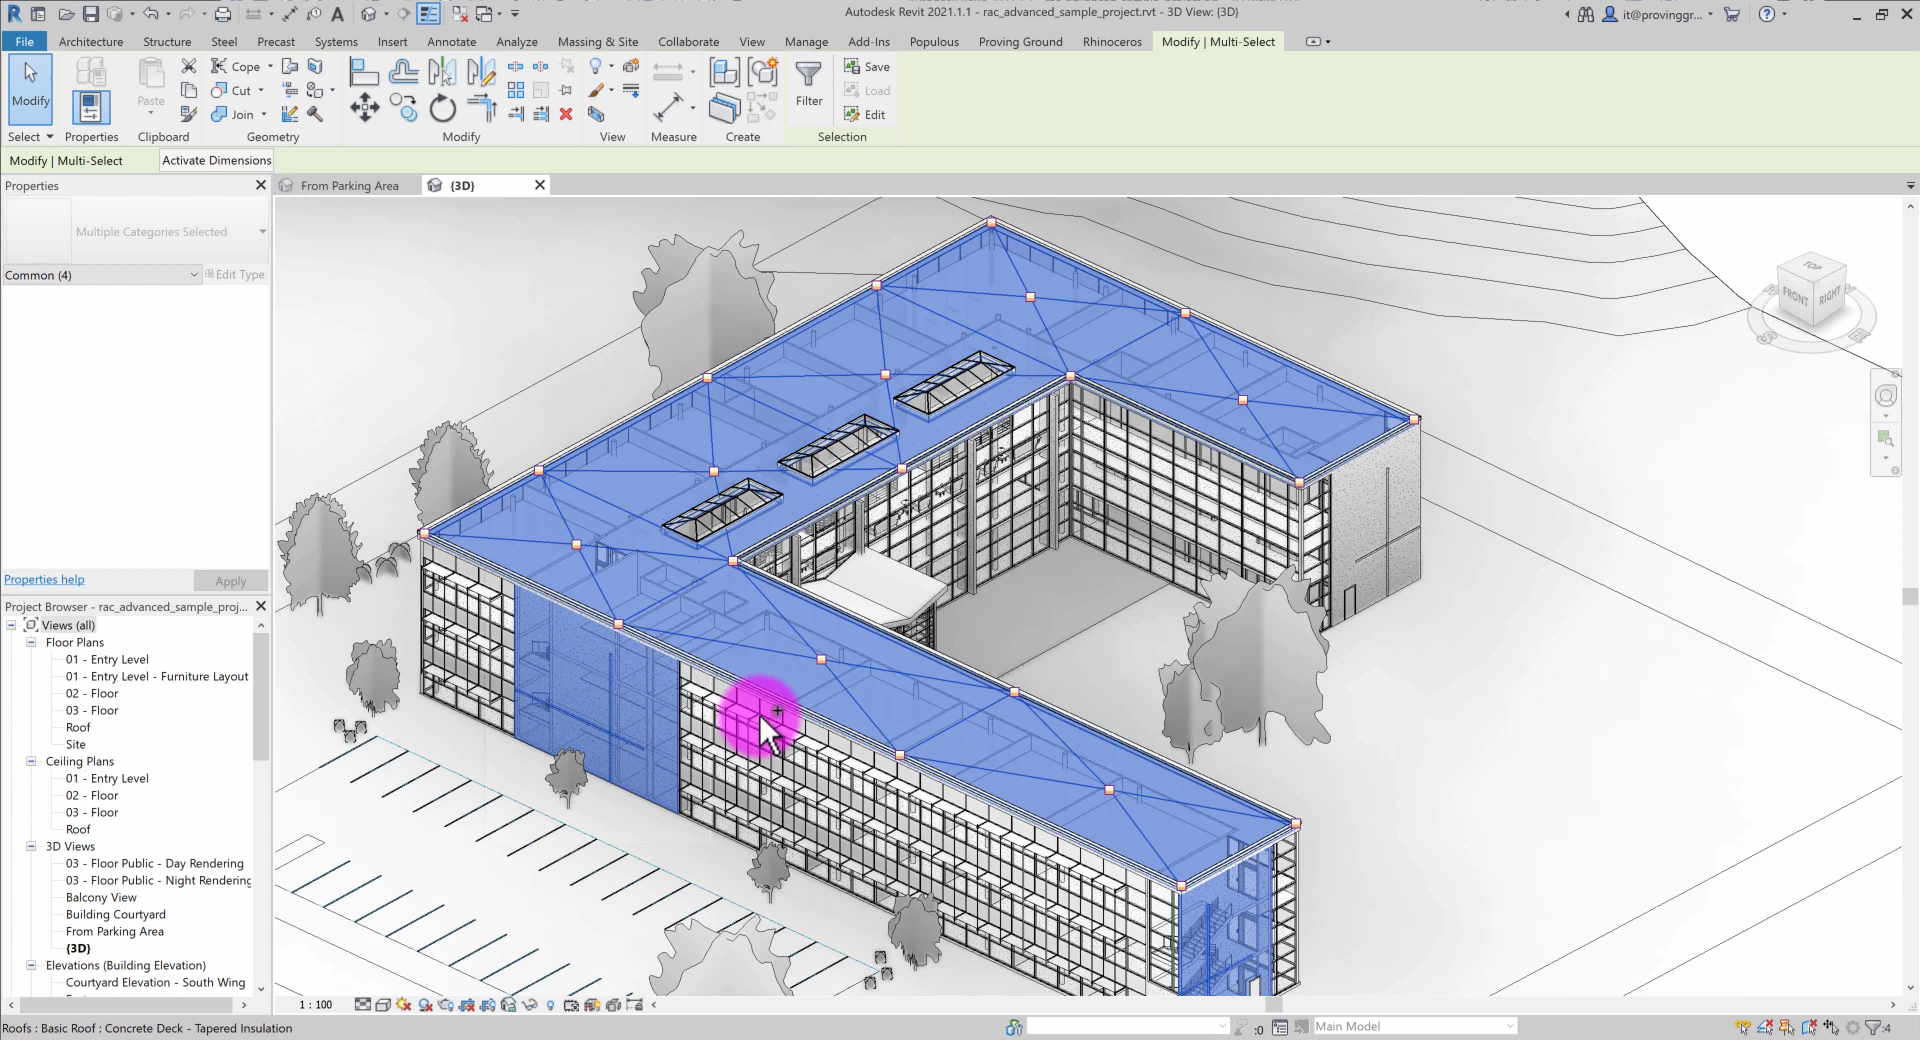 Autodesk Revit 2021.1.1 - rac_advanced_sample_project.rvt - 3D View: {3D}
it@provinggr...
File Architecture Structure Steel Precast Systems Insert Annotate Analyze Massing & Site Collaborate View Manage Add-Ins Populous Proving Ground Rhinoceros Modify | Multi-Select
Modify
Paste
Cope
Cut
Join
Filter
Save
Load
Edit
Select Properties Clipboard Geometry Modify View Measure Create Selection
Modify | Multi-Select Activate Dimensions
Properties
From Parking Area
{3D}
Multiple Categories Selected
Common (4)
Edit Type
Properties help
Apply
Project Browser - rac_advanced_sample_proj...
Views (all)
Floor Plans
01 - Entry Level
01 - Entry Level - Furniture Layout
02 - Floor
03 - Floor
Roof
Site
Ceiling Plans
01 - Entry Level
02 - Floor
03 - Floor
Roof
3D Views
03 - Floor Public - Day Rendering
03 - Floor Public - Night Rendering
Balcony View
Building Courtyard
From Parking Area
{3D}
Elevations (Building Elevation)
Courtyard Elevation - South Wing
TOP
FRONT
RIGHT
S
E
1 : 100
Roofs : Basic Roof : Concrete Deck - Tapered Insulation
:0
Main Model
:4